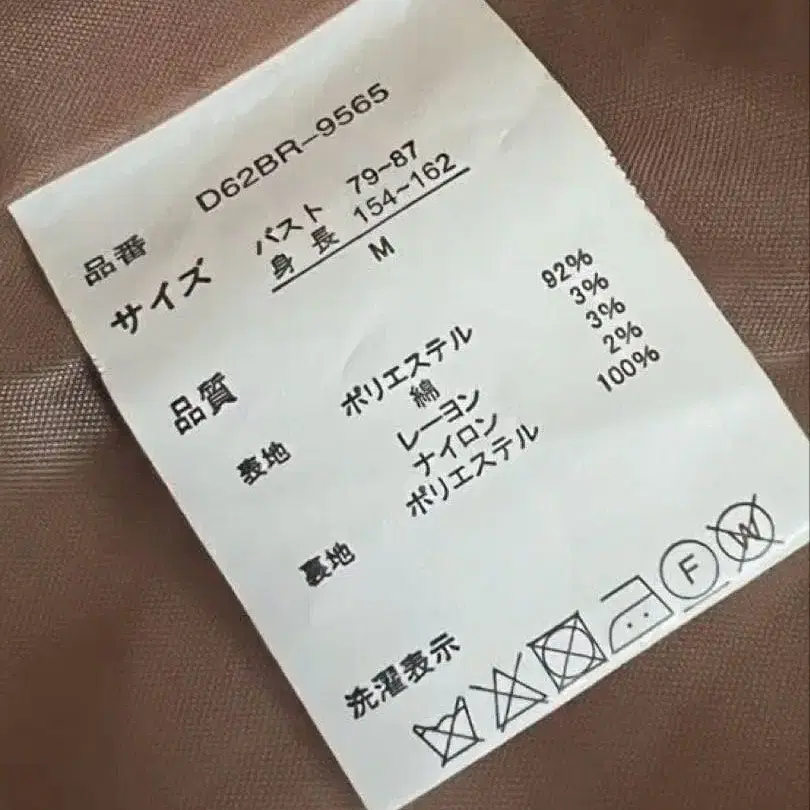 品番 D62BR-9565
サイズ バスト 79~87
身長 154~162
M
品質
表地 ポリエステル 92%
綿 3%
レーヨン 3%
ナイロン 2%
裏地 ポリエステル 100%
洗濯表示
F W